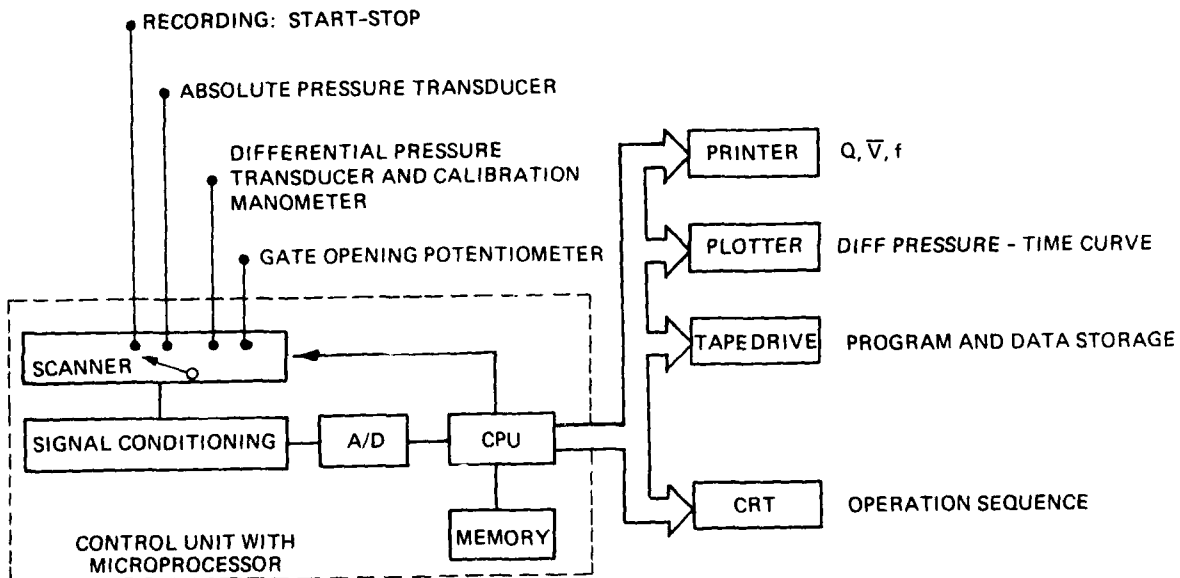 RECORDING: START-STOP
ABSOLUTE PRESSURE TRANSDUCER
DIFFERENTIAL PRESSURE
TRANSDUCER AND CALIBRATION
MANOMETER
GATE OPENING POTENTIOMETER
SCANNER
SIGNAL CONDITIONING
A/D
CPU
MEMORY
CONTROL UNIT WITH
MICROPROCESSOR
PRINTER Q, V̅, f
PLOTTER DIFF PRESSURE - TIME CURVE
TAPEDRIVE PROGRAM AND DATA STORAGE
CRT OPERATION SEQUENCE